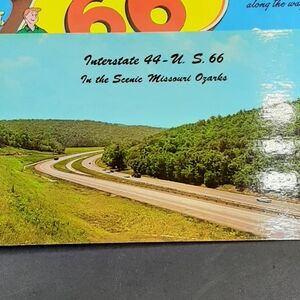 66
along the wa
Interstate 44-U. S. 66
In the Scenic Missouri Ozarks